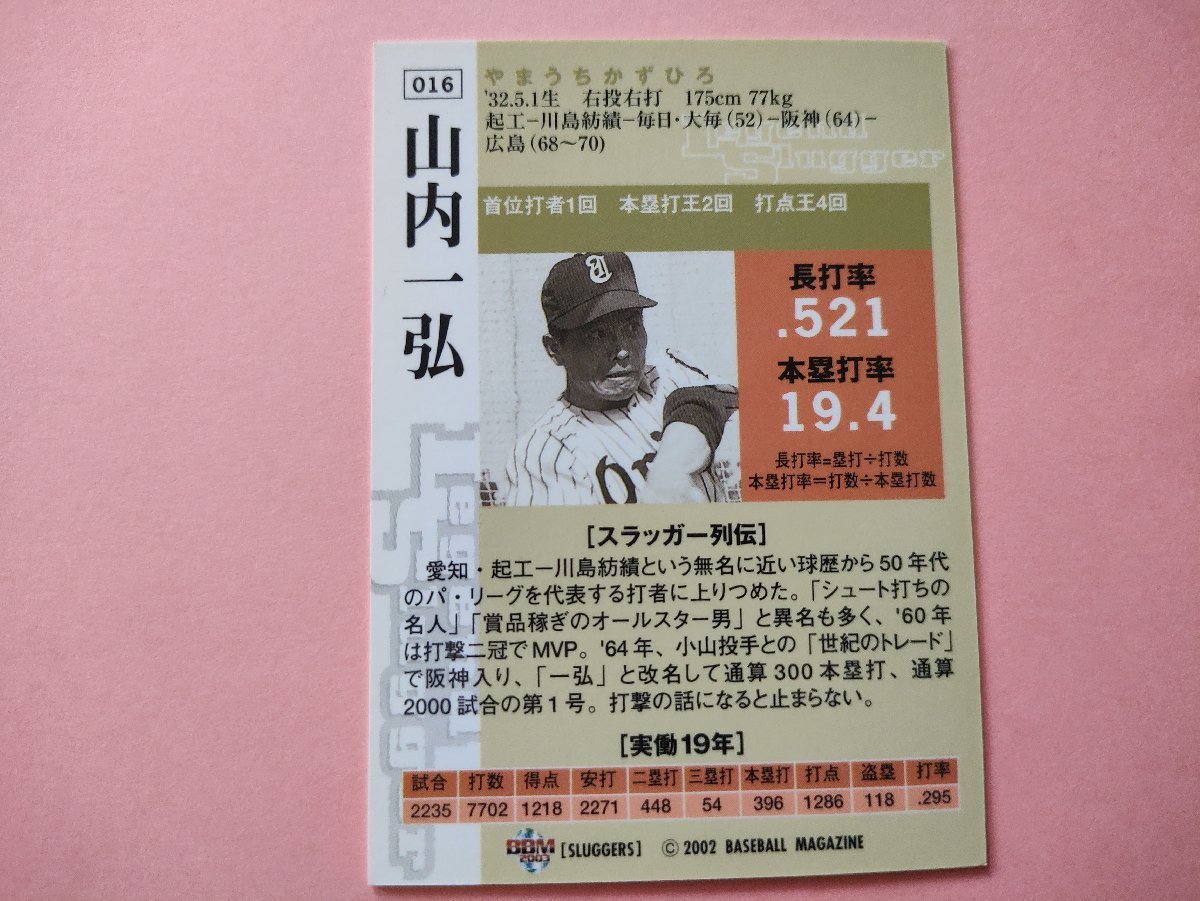 016
山内一弘
やまうちかずひろ
'32.5.1生 右投右打 175cm 77kg
起工－川島紡績－毎日・大毎(52)－阪神(64)－
広島(68～70)
Legend
Slugger
首位打者1回 本塁打王2回 打点王4回
長打率
.521
本塁打率
19.4
長打率=塁打÷打数
本塁打率＝打数÷本塁打数
Ori
[スラッガー列伝]
愛知・起工－川島紡績という無名に近い球歴から50年代
のパ・リーグを代表する打者に上りつめた。「シュート打ちの
名人」「賞品稼ぎのオールスター男」と異名も多く、'60年
は打撃二冠でMVP。'64年、小山投手との「世紀のトレード」
で阪神入り、「一弘」と改名して通算300本塁打、通算
2000試合の第1号。打撃の話になると止まらない。
Legend
Slugger
[実働19年]
試合 打数 得点 安打 二塁打 三塁打 本塁打 打点 盗塁 打率
2235 7702 1218 2271 448 54 396 1286 118 .295
BBM 2003 [SLUGGERS] © 2002 BASEBALL MAGAZINE